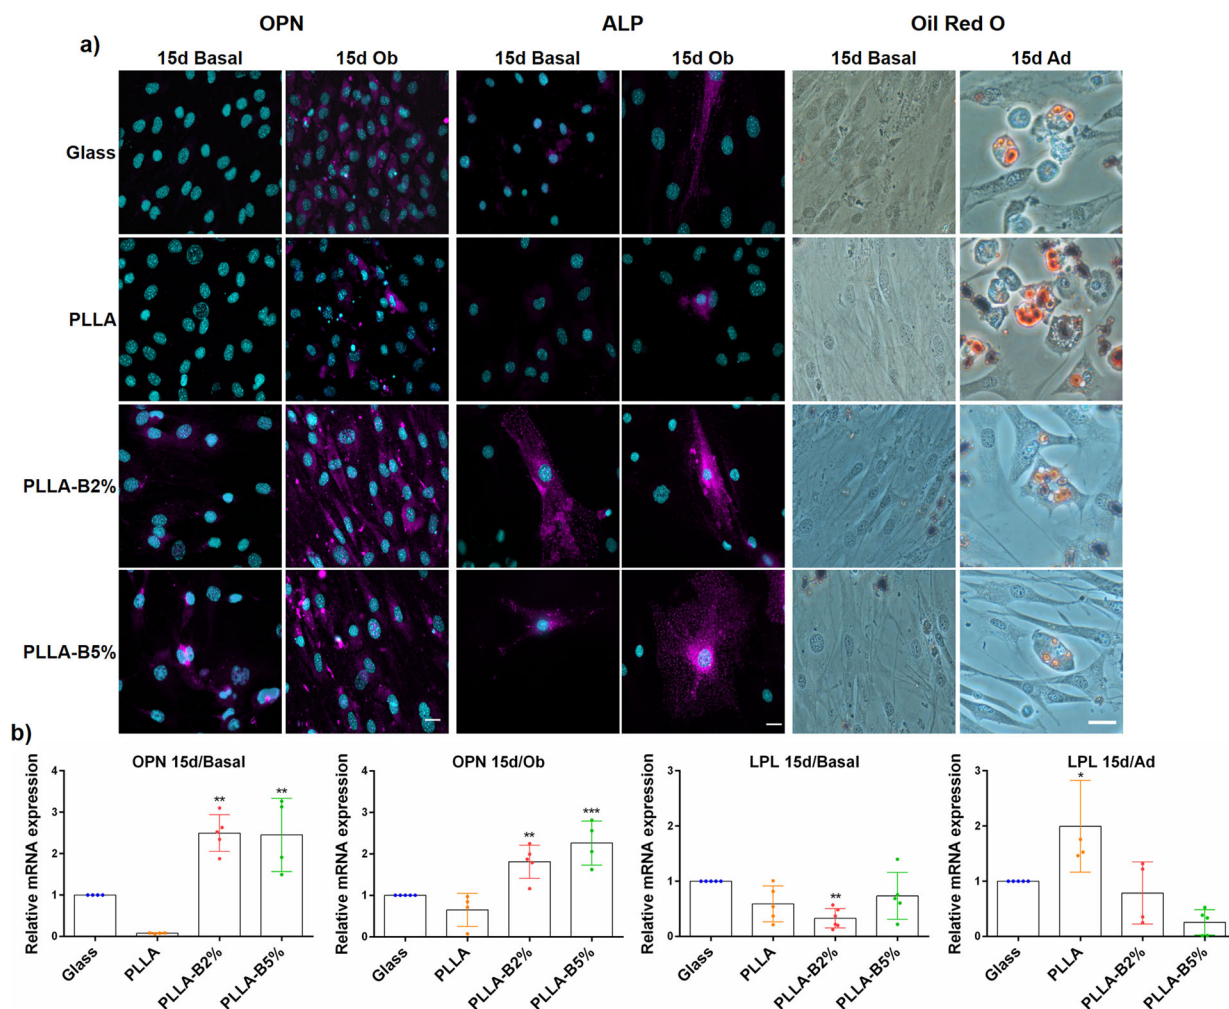 OPN ALP Oil Red O
a)
15d Basal 15d Ob 15d Basal 15d Ob 15d Basal 15d Ad
Glass
PLLA
PLLA-B2%
PLLA-B5%
b)
OPN 15d/Basal
Relative mRNA expression
4
3
2
1
0
**
**
Glass PLLA PLLA-B2% PLLA-B5%
OPN 15d/Ob
Relative mRNA expression
4
3
2
1
0
**
***
Glass PLLA PLLA-B2% PLLA-B5%
LPL 15d/Basal
Relative mRNA expression
3
2
1
0
**
Glass PLLA PLLA-B2% PLLA-B5%
LPL 15d/Ad
Relative mRNA expression
3
2
1
0
*
Glass PLLA PLLA-B2% PLLA-B5%